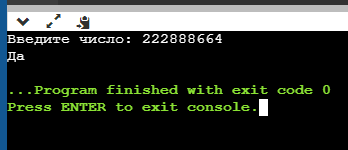 Введите число: 222888664
Да
...Program finished with exit code 0
Press ENTER to exit console.